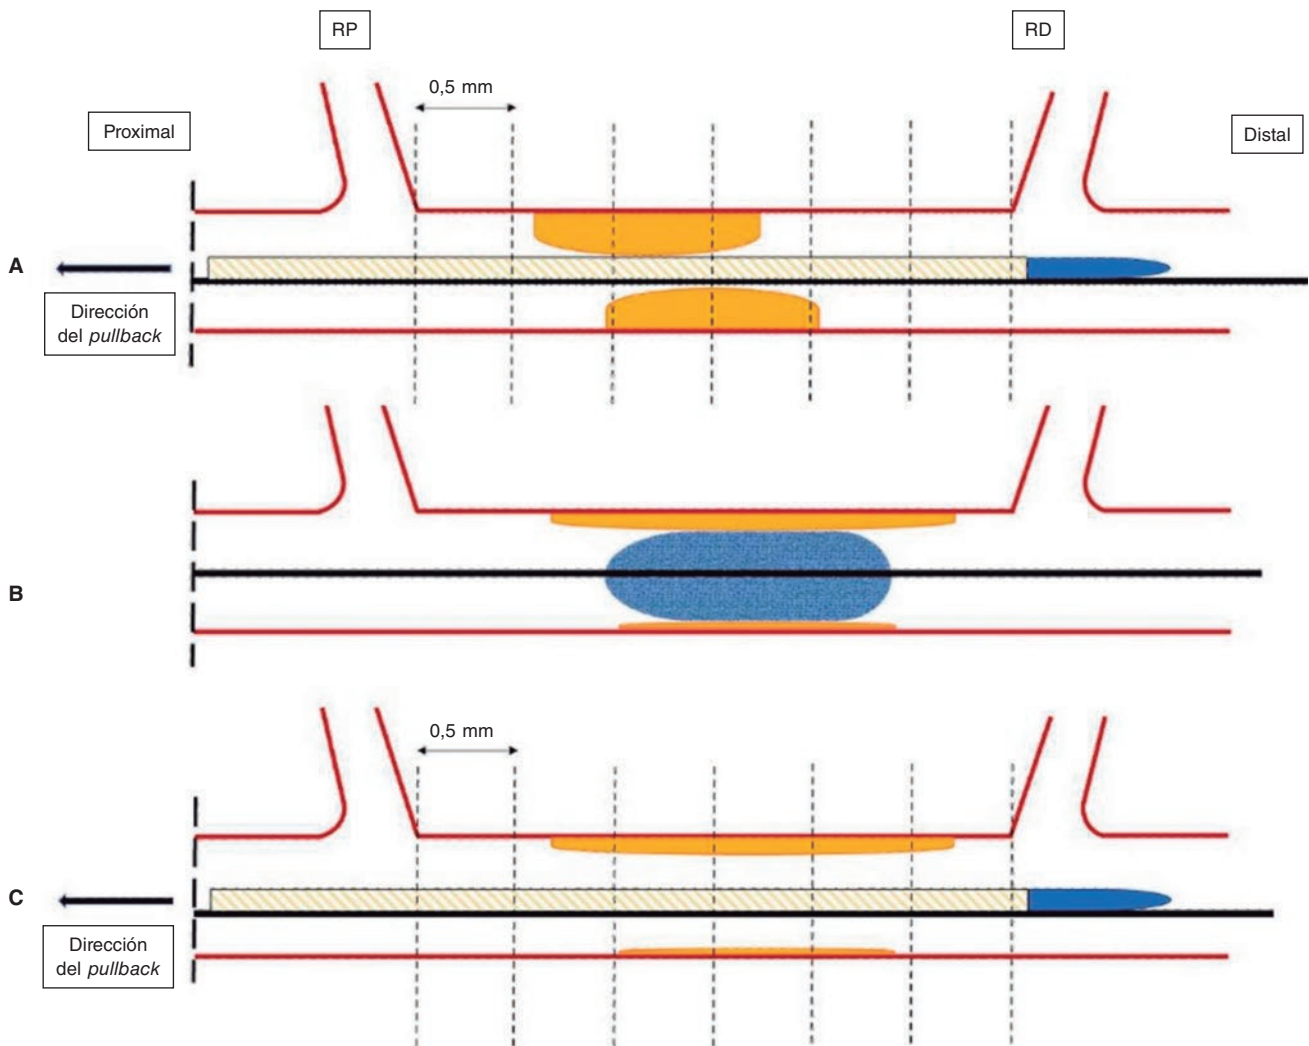 RP
RD
0,5 mm
Proximal
Distal
A
Dirección
del pullback
B
0,5 mm
C
Dirección
del pullback